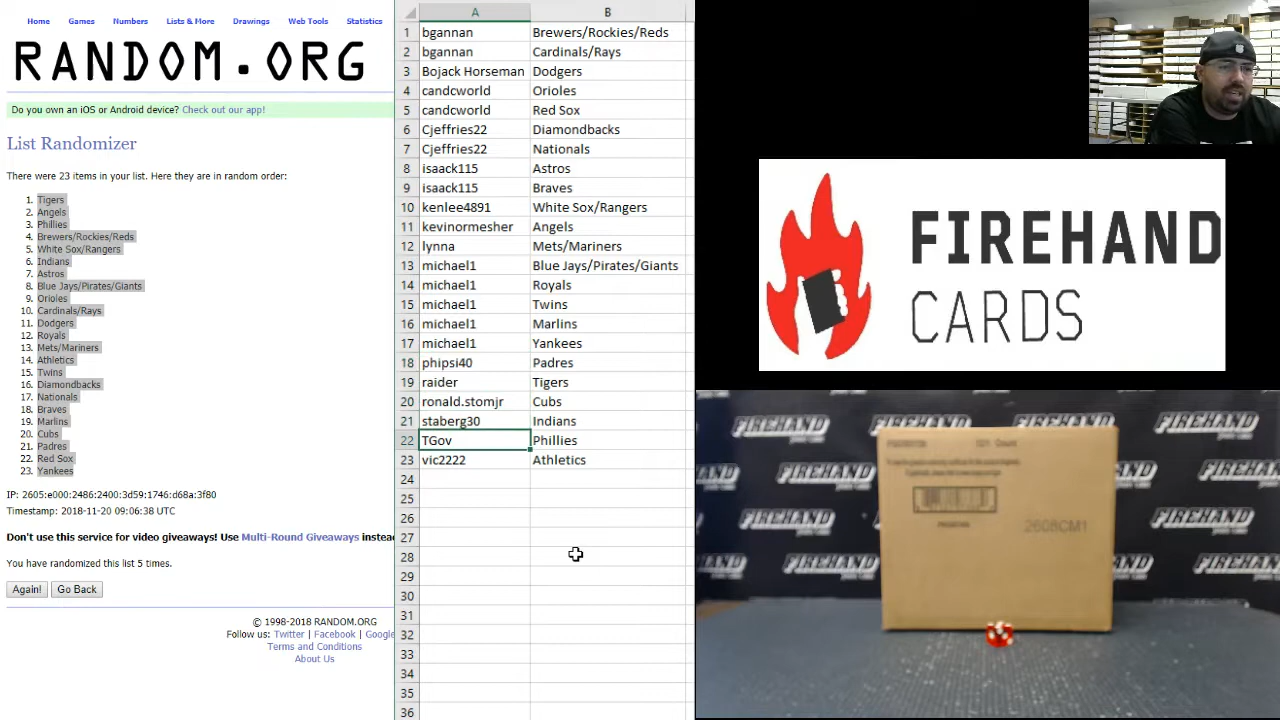 Home Games Numbers Lists & More Drawings Web Tools Statistics
RANDOM.ORG
Do you own an iOS or Android device? Check out our app!
List Randomizer
There were 23 items in your list. Here they are in random order:
1. Tigers
2. Angels
3. Phillies
4. Brewers/Rockies/Reds
5. White Sox/Rangers
6. Indians
7. Astros
8. Blue Jays/Pirates/Giants
9. Orioles
10. Cardinals/Rays
11. Dodgers
12. Royals
13. Mets/Mariners
14. Athletics
15. Twins
16. Diamondbacks
17. Nationals
18. Braves
19. Marlins
20. Cubs
21. Padres
22. Red Sox
23. Yankees
IP: 2605:e000:2486:2400:3d59:1746:d68a:3f80
Timestamp: 2018-11-20 09:06:38 UTC
Don't use this service for video giveaways! Use Multi-Round Giveaways instea
You have randomized this list 5 times.
Again! Go Back
© 1998-2018 RANDOM.ORG
Follow us: Twitter | Facebook | Google
Terms and Conditions
About Us
A B
1 bgannan Brewers/Rockies/Reds
2 bgannan Cardinals/Rays
3 Bojack Horseman Dodgers
4 candcworld Orioles
5 candcworld Red Sox
6 Cjeffries22 Diamondbacks
7 Cjeffries22 Nationals
8 isaack115 Astros
9 isaack115 Braves
10 kenlee4891 White Sox/Rangers
11 kevinormesher Angels
12 lynna Mets/Mariners
13 michael1 Blue Jays/Pirates/Giants
14 michael1 Royals
15 michael1 Twins
16 michael1 Marlins
17 michael1 Yankees
18 phipsi40 Padres
19 raider Tigers
20 ronald.stomjr Cubs
21 staberg30 Indians
22 TGov Phillies
23 vic2222 Athletics
24
25
26
27
28
29
30
31
32
33
34
35
36
FIREHAND
CARDS
FIREHAND
FIREHAND
FIREHAND
FIREHAND
FIREHAND
FIREHAND
2608CM1